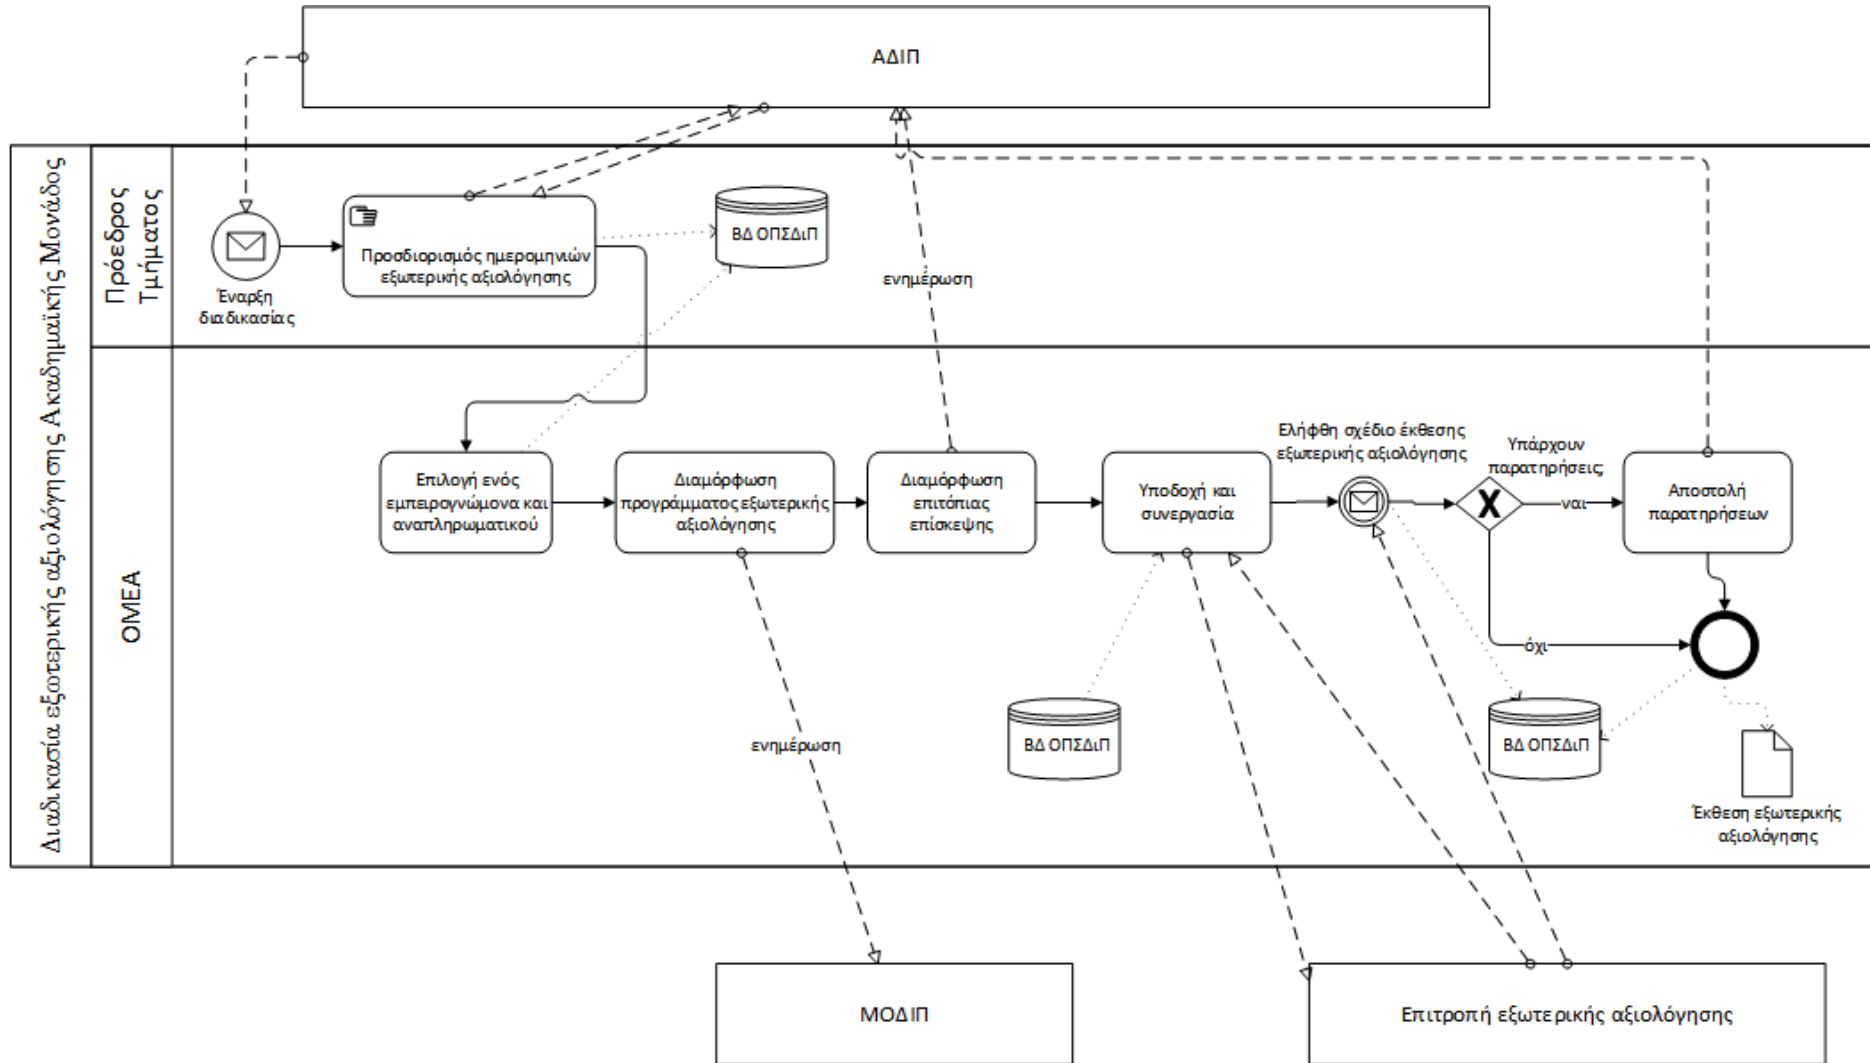 ΑΔΙΠ
Διαδικασία εξωτερικής αξιολόγησης Ακαδημαϊκής Μονάδος
Πρόεδρος
Τμήματος
Έναρξη
διαδικασίας
Προσδιορισμός ημερομηνιών
εξωτερικής αξιολόγησης
ΒΔ ΟΠΣΔιΠ
ενημέρωση
ΟΜΕΑ
Επιλογή ενός
εμπειρογνώμονα και
αναπληρωματικού
Διαμόρφωση
προγράμματος εξωτερικής
αξιολόγησης
Διαμόρφωση
επιτόπιας
επίσκεψης
Υποδοχή και
συνεργασία
Ελήφθη σχέδιο έκθεσης
εξωτερικής αξιολόγησης
Υπάρχουν
παρατηρήσεις;
ναι
Αποστολή
παρατηρήσεων
όχι
ενημέρωση
ΒΔ ΟΠΣΔιΠ
ΒΔ ΟΠΣΔιΠ
Έκθεση εξωτερικής
αξιολόγησης
ΜΟΔΙΠ
Επιτροπή εξωτερικής αξιολόγησης